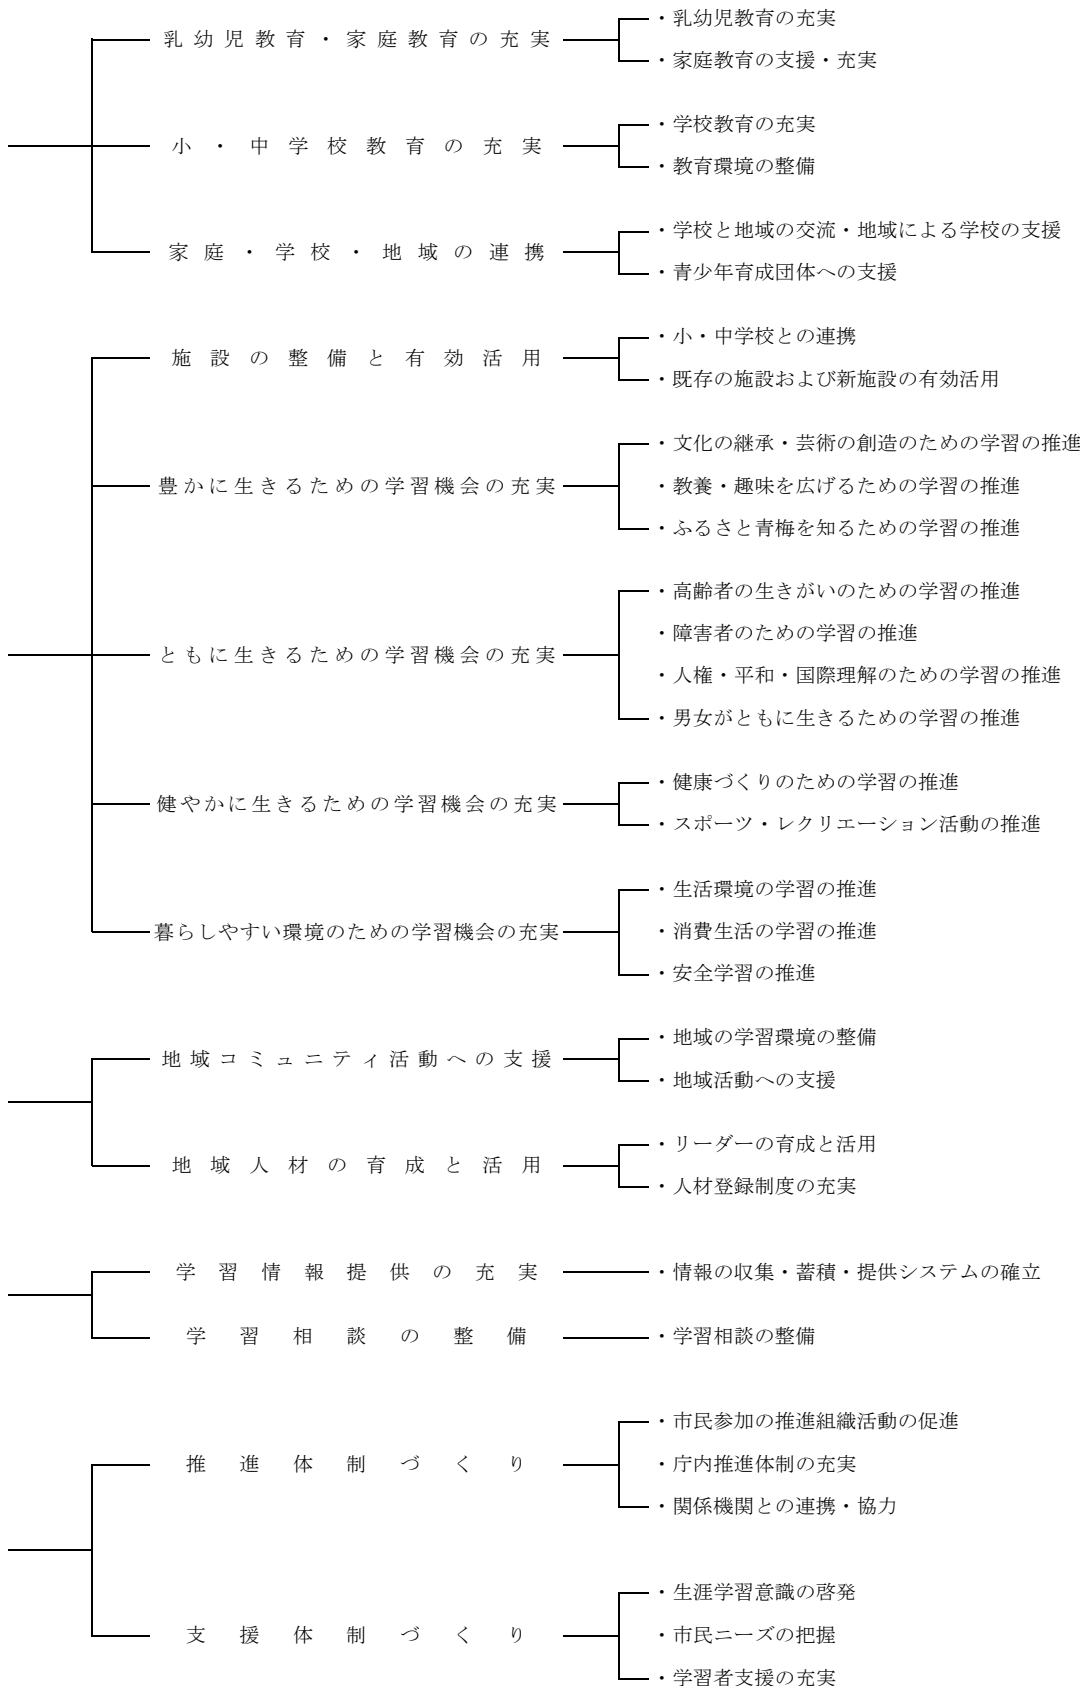 乳幼児教育・家庭教育の充実
・乳幼児教育の充実
・家庭教育の支援・充実
小・中学校教育の充実
・学校教育の充実
・教育環境の整備
家庭・学校・地域の連携
・学校と地域の交流・地域による学校の支援
・青少年育成団体への支援
施設の整備と有効活用
・小・中学校との連携
・既存の施設および新施設の有効活用
豊かに生きるための学習機会の充実
・文化の継承・芸術の創造のための学習の推進
・教養・趣味を広げるための学習の推進
・ふるさと青梅を知るための学習の推進
ともに生きるための学習機会の充実
・高齢者の生きがいのための学習の推進
・障害者のための学習の推進
・人権・平和・国際理解のための学習の推進
・男女がともに生きるための学習の推進
健やかに生きるための学習機会の充実
・健康づくりのための学習の推進
・スポーツ・レクリエーション活動の推進
暮らしやすい環境のための学習機会の充実
・生活環境の学習の推進
・消費生活の学習の推進
・安全学習の推進
地域コミュニティ活動への支援
・地域の学習環境の整備
・地域活動への支援
地域人材の育成と活用
・リーダーの育成と活用
・人材登録制度の充実
学習情報提供の充実
・情報の収集・蓄積・提供システムの確立
学習相談の整備
・学習相談の整備
推進体制づくり
・市民参加の推進組織活動の促進
・庁内推進体制の充実
・関係機関との連携・協力
支援体制づくり
・生涯学習意識の啓発
・市民ニーズの把握
・学習者支援の充実